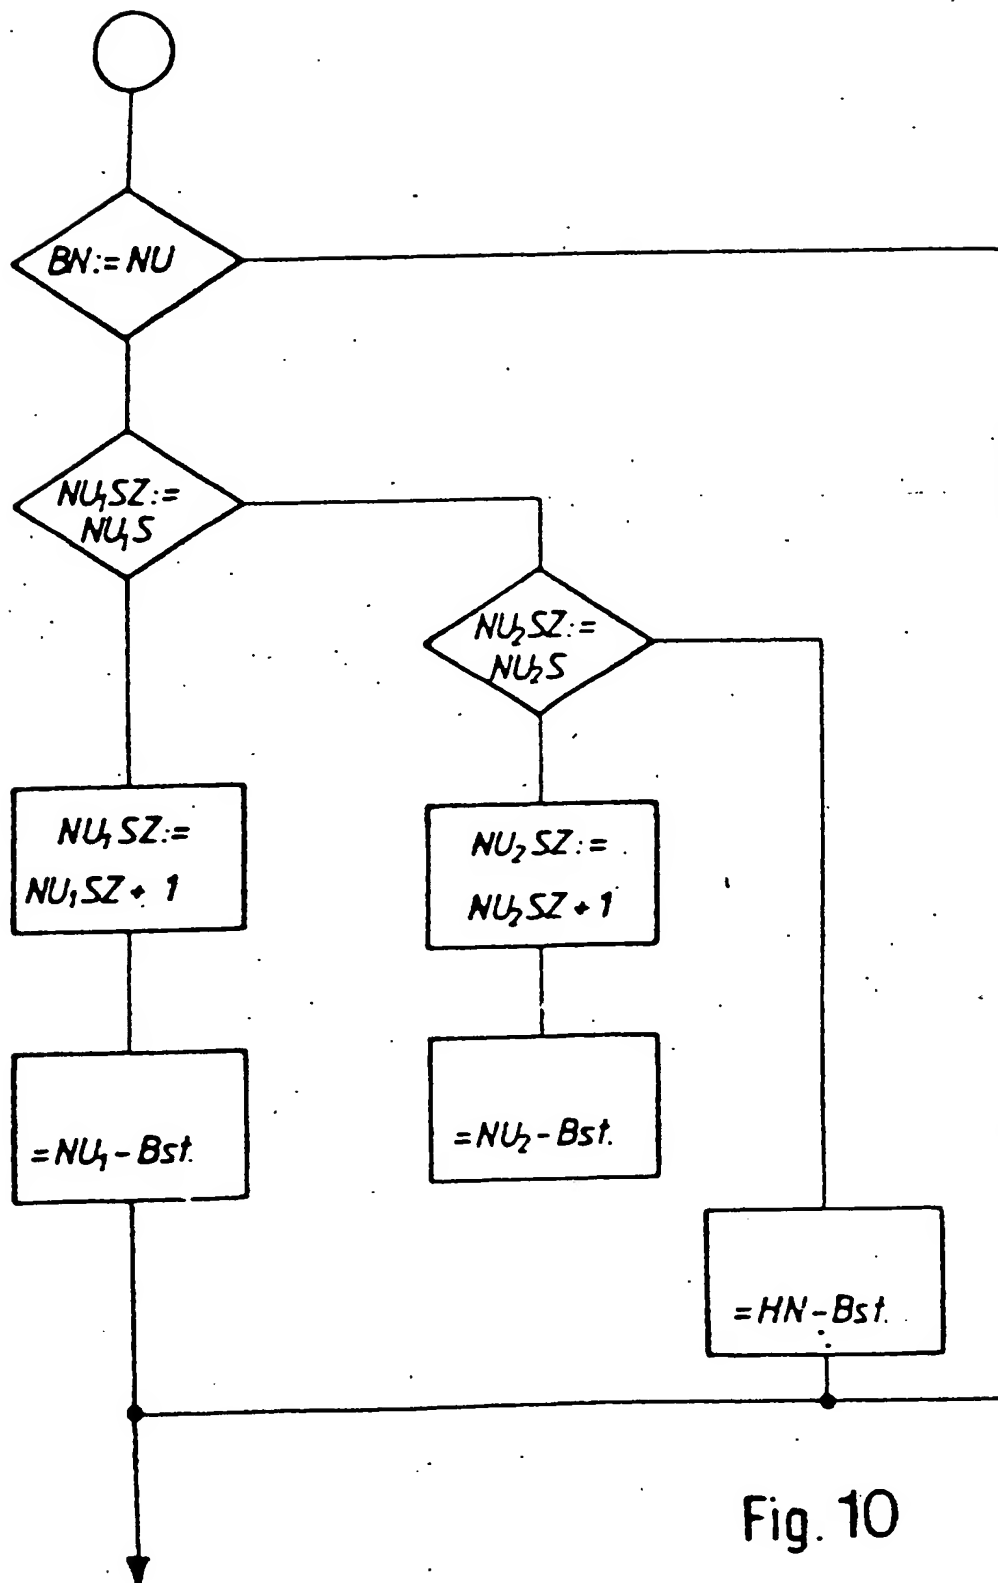 BN:= NU
NU₁SZ:=
NU₁S
NU₂SZ:=
NU₂S
NU₁SZ:=
NU₁SZ + 1
NU₂SZ:=
NU₂SZ + 1
=NU₁-Bst.
=NU₂-Bst.
=HN-Bst.
Fig. 10